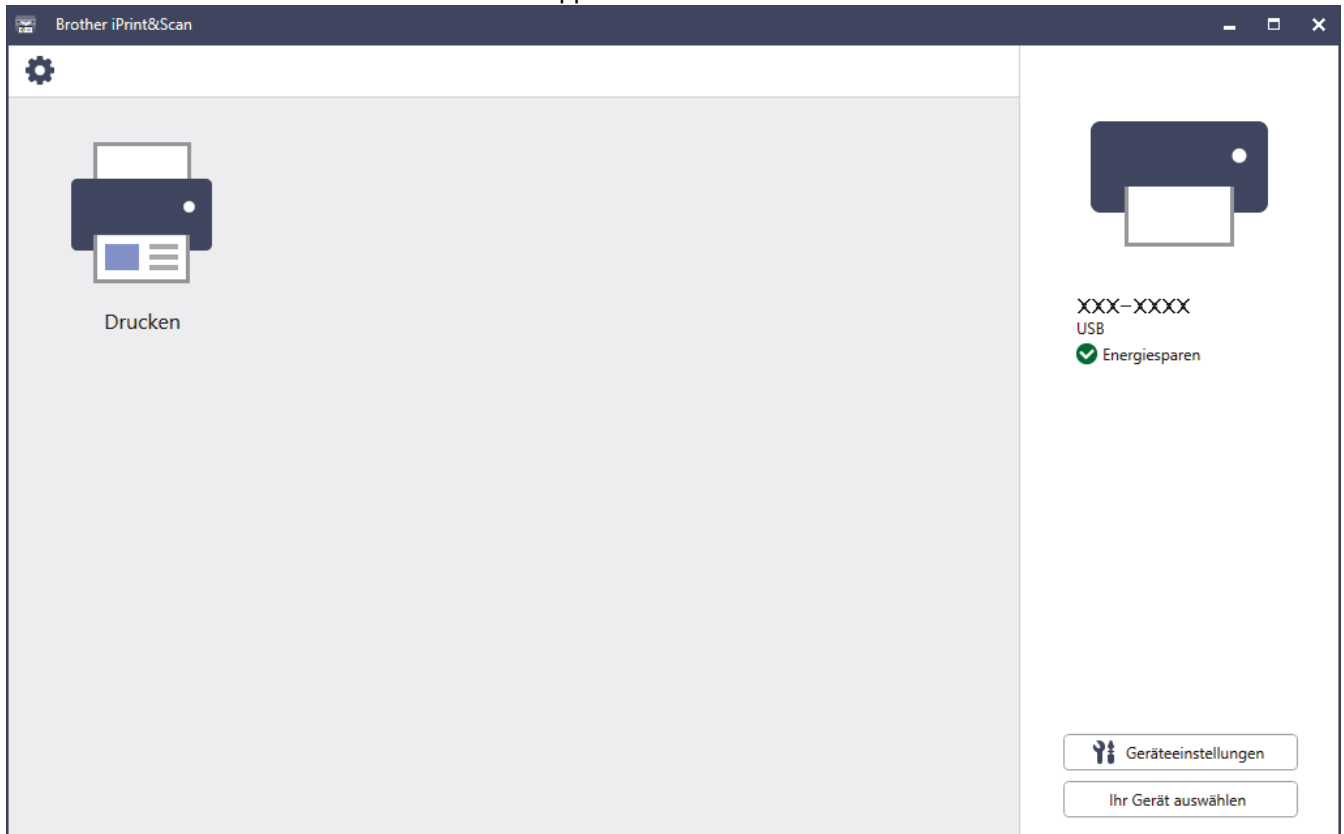 Brother iPrint&Scan
Drucken
XXX-XXXX
USB
Energiesparen
Geräteeinstellungen
Ihr Gerät auswählen